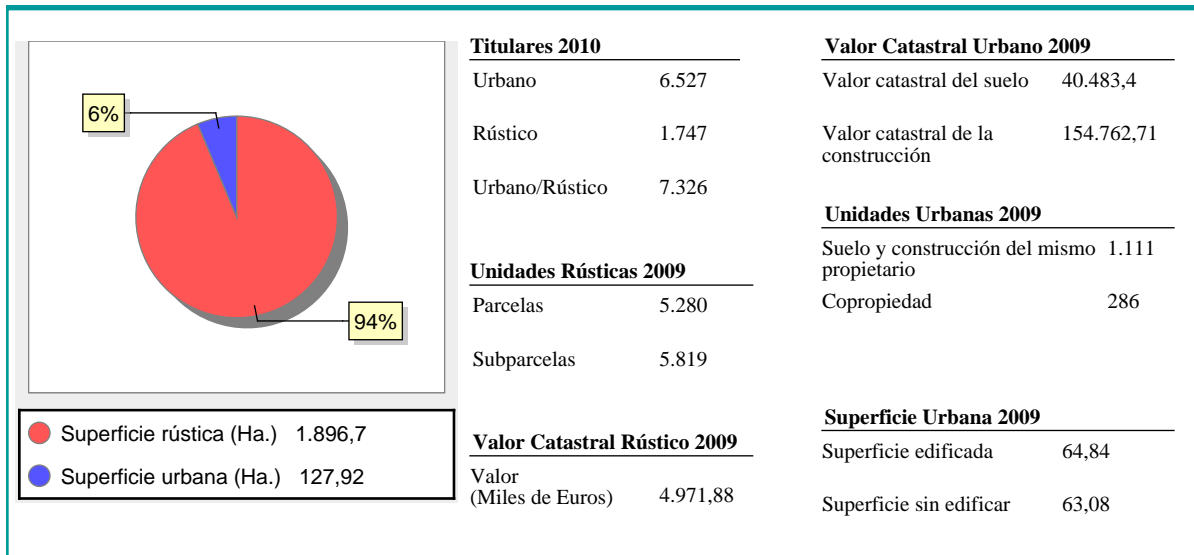 6%
94%
Superficie rústica (Ha.) 1.896,7
Superficie urbana (Ha.) 127,92
Titulares 2010
Urbano 6.527
Rústico 1.747
Urbano/Rústico 7.326
Unidades Rústicas 2009
Parcelas 5.280
Subparcelas 5.819
Valor Catastral Rústico 2009
Valor
(Miles de Euros) 4.971,88
Valor Catastral Urbano 2009
Valor catastral del suelo 40.483,4
Valor catastral de la 154.762,71
construcción
Unidades Urbanas 2009
Suelo y construcción del mismo 1.111
propietario
Copropiedad 286
Superficie Urbana 2009
Superficie edificada 64,84
Superficie sin edificar 63,08